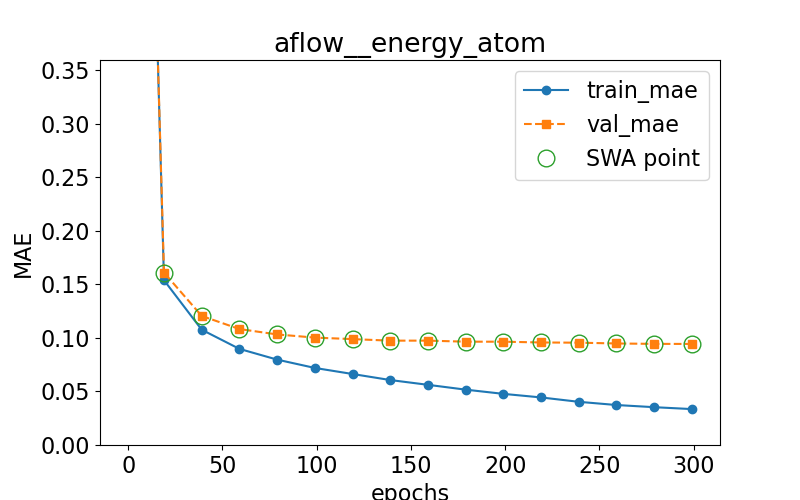 aflow__energy_atom
train_mae
val_mae
SWA point
MAE
0.35
0.30
0.25
0.20
0.15
0.10
0.05
0.00
0 50 100 150 200 250 300
epochs